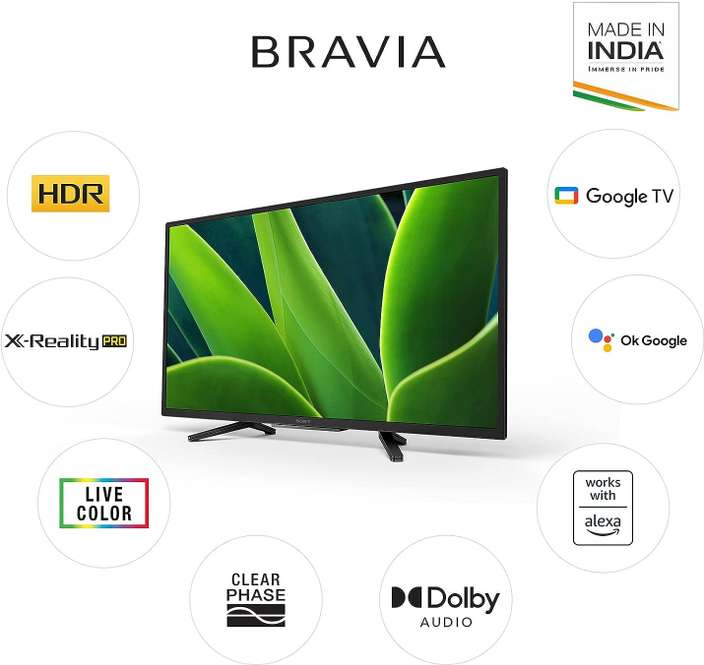 BRAVIA
MADE IN
INDIA
IMMERSE IN PRIDE
HDR
Google TV
X-Reality PRO
Ok Google
LIVE
COLOR
works
with
alexa
CLEAR
PHASE
Dolby
AUDIO
SONY